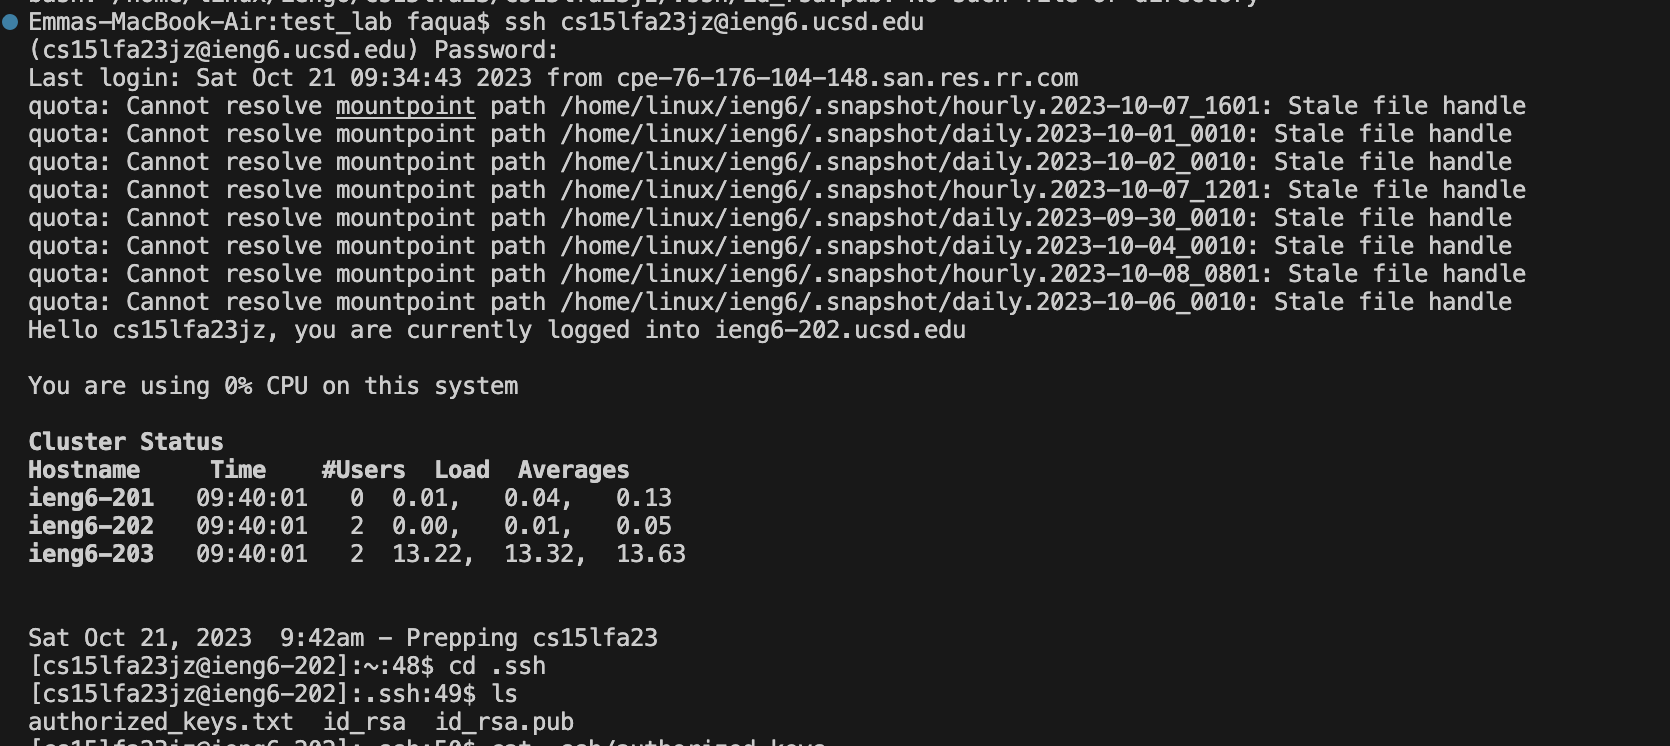 Emmas-MacBook-Air:test_lab faqua$ ssh cs15lfa23jz@ieng6.ucsd.edu
(cs15lfa23jz@ieng6.ucsd.edu) Password:
Last login: Sat Oct 21 09:34:43 2023 from cpe-76-176-104-148.san.res.rr.com
quota: Cannot resolve mountpoint path /home/linux/ieng6/.snapshot/hourly.2023-10-07_1601: Stale file handle
quota: Cannot resolve mountpoint path /home/linux/ieng6/.snapshot/daily.2023-10-01_0010: Stale file handle
quota: Cannot resolve mountpoint path /home/linux/ieng6/.snapshot/daily.2023-10-02_0010: Stale file handle
quota: Cannot resolve mountpoint path /home/linux/ieng6/.snapshot/hourly.2023-10-07_1201: Stale file handle
quota: Cannot resolve mountpoint path /home/linux/ieng6/.snapshot/daily.2023-09-30_0010: Stale file handle
quota: Cannot resolve mountpoint path /home/linux/ieng6/.snapshot/daily.2023-10-04_0010: Stale file handle
quota: Cannot resolve mountpoint path /home/linux/ieng6/.snapshot/hourly.2023-10-08_0801: Stale file handle
quota: Cannot resolve mountpoint path /home/linux/ieng6/.snapshot/daily.2023-10-06_0010: Stale file handle
Hello cs15lfa23jz, you are currently logged into ieng6-202.ucsd.edu
You are using 0% CPU on this system
Cluster Status
Hostname     Time    #Users  Load  Averages
ieng6-201   09:40:01   0  0.01,   0.04,   0.13
ieng6-202   09:40:01   2  0.00,   0.01,   0.05
ieng6-203   09:40:01   2  13.22,  13.32,  13.63
Sat Oct 21, 2023  9:42am - Prepping cs15lfa23
[cs15lfa23jz@ieng6-202]:~:48$ cd .ssh
[cs15lfa23jz@ieng6-202]:.ssh:49$ ls
authorized_keys.txt  id_rsa  id_rsa.pub